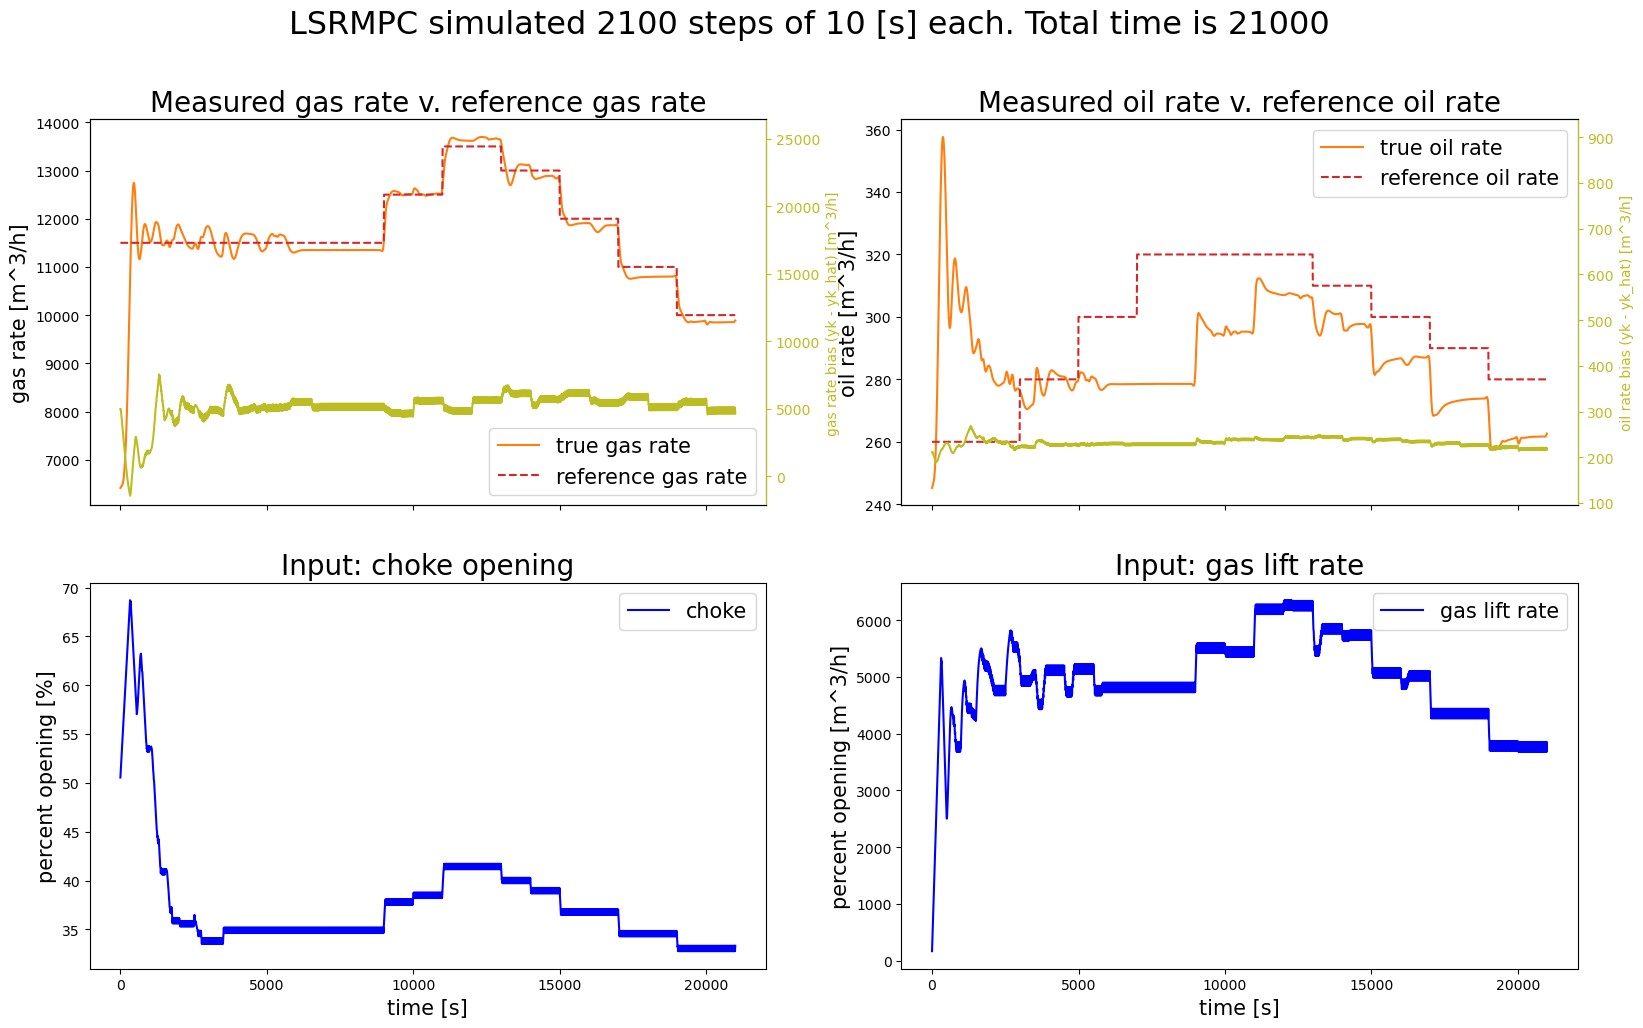 LSRMPC simulated 2100 steps of 10 [s] each. Total time is 21000
Measured gas rate v. reference gas rate
gas rate [m^3/h]
14000
13000
12000
11000
10000
9000
8000
7000
25000
20000
15000
10000
5000
0
gas rate bias (yk - yk_hat) [m^3/h]
true gas rate
reference gas rate
Measured oil rate v. reference oil rate
oil rate [m^3/h]
360
340
320
300
280
260
240
900
800
700
600
500
400
300
200
100
oil rate bias (yk - yk_hat) [m^3/h]
true oil rate
reference oil rate
Input: choke opening
percent opening [%]
70
65
60
55
50
45
40
35
choke
0 5000 10000 15000 20000
time [s]
Input: gas lift rate
percent opening [m^3/h]
6000
5000
4000
3000
2000
1000
0
gas lift rate
0 5000 10000 15000 20000
time [s]